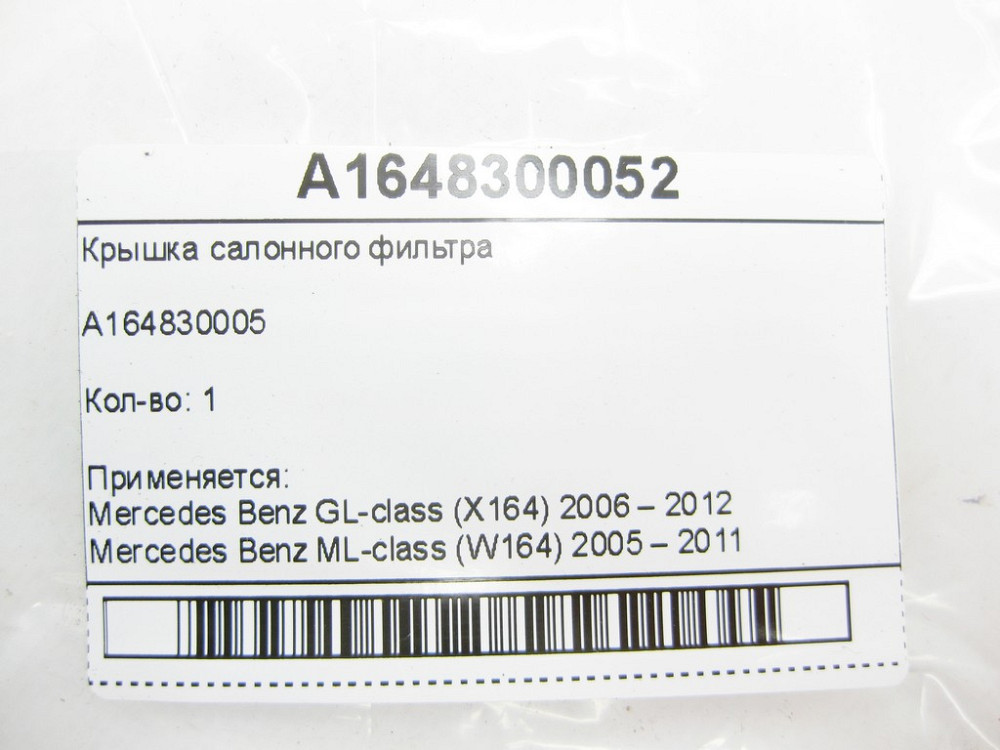 A1648300052
Крышка салонного фильтра
A164830005
Кол-во: 1
Применяется:
Mercedes Benz GL-class (X164) 2006 – 2012
Mercedes Benz ML-class (W164) 2005 – 2011